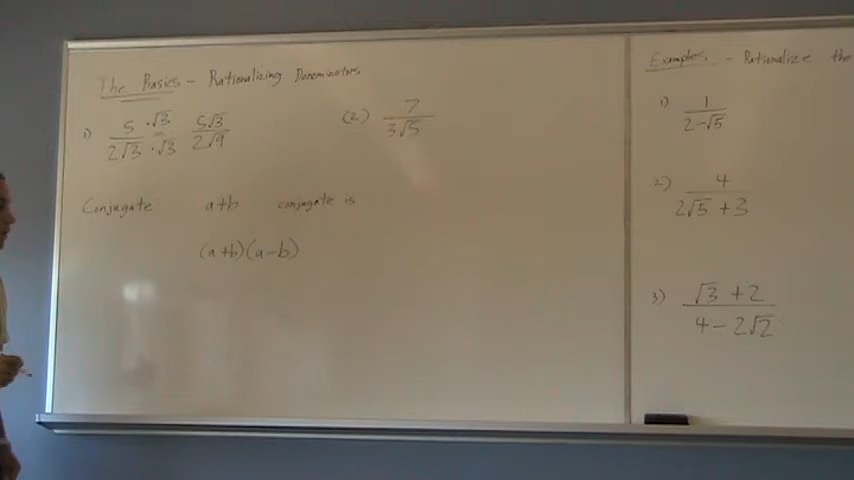 The Basics - Rationalizing Denominators
1) 5/(2√3) ·√3/·√3 = 5√3/(2√9)
(2) 7/(3√5)
Conjugate a+b conjugate is
(a+b)(a-b)
Examples - Rationalize the
1) 1/(2-√5)
2) 4/(2√5 +3)
3) (√3 +2)/(4-2√2)